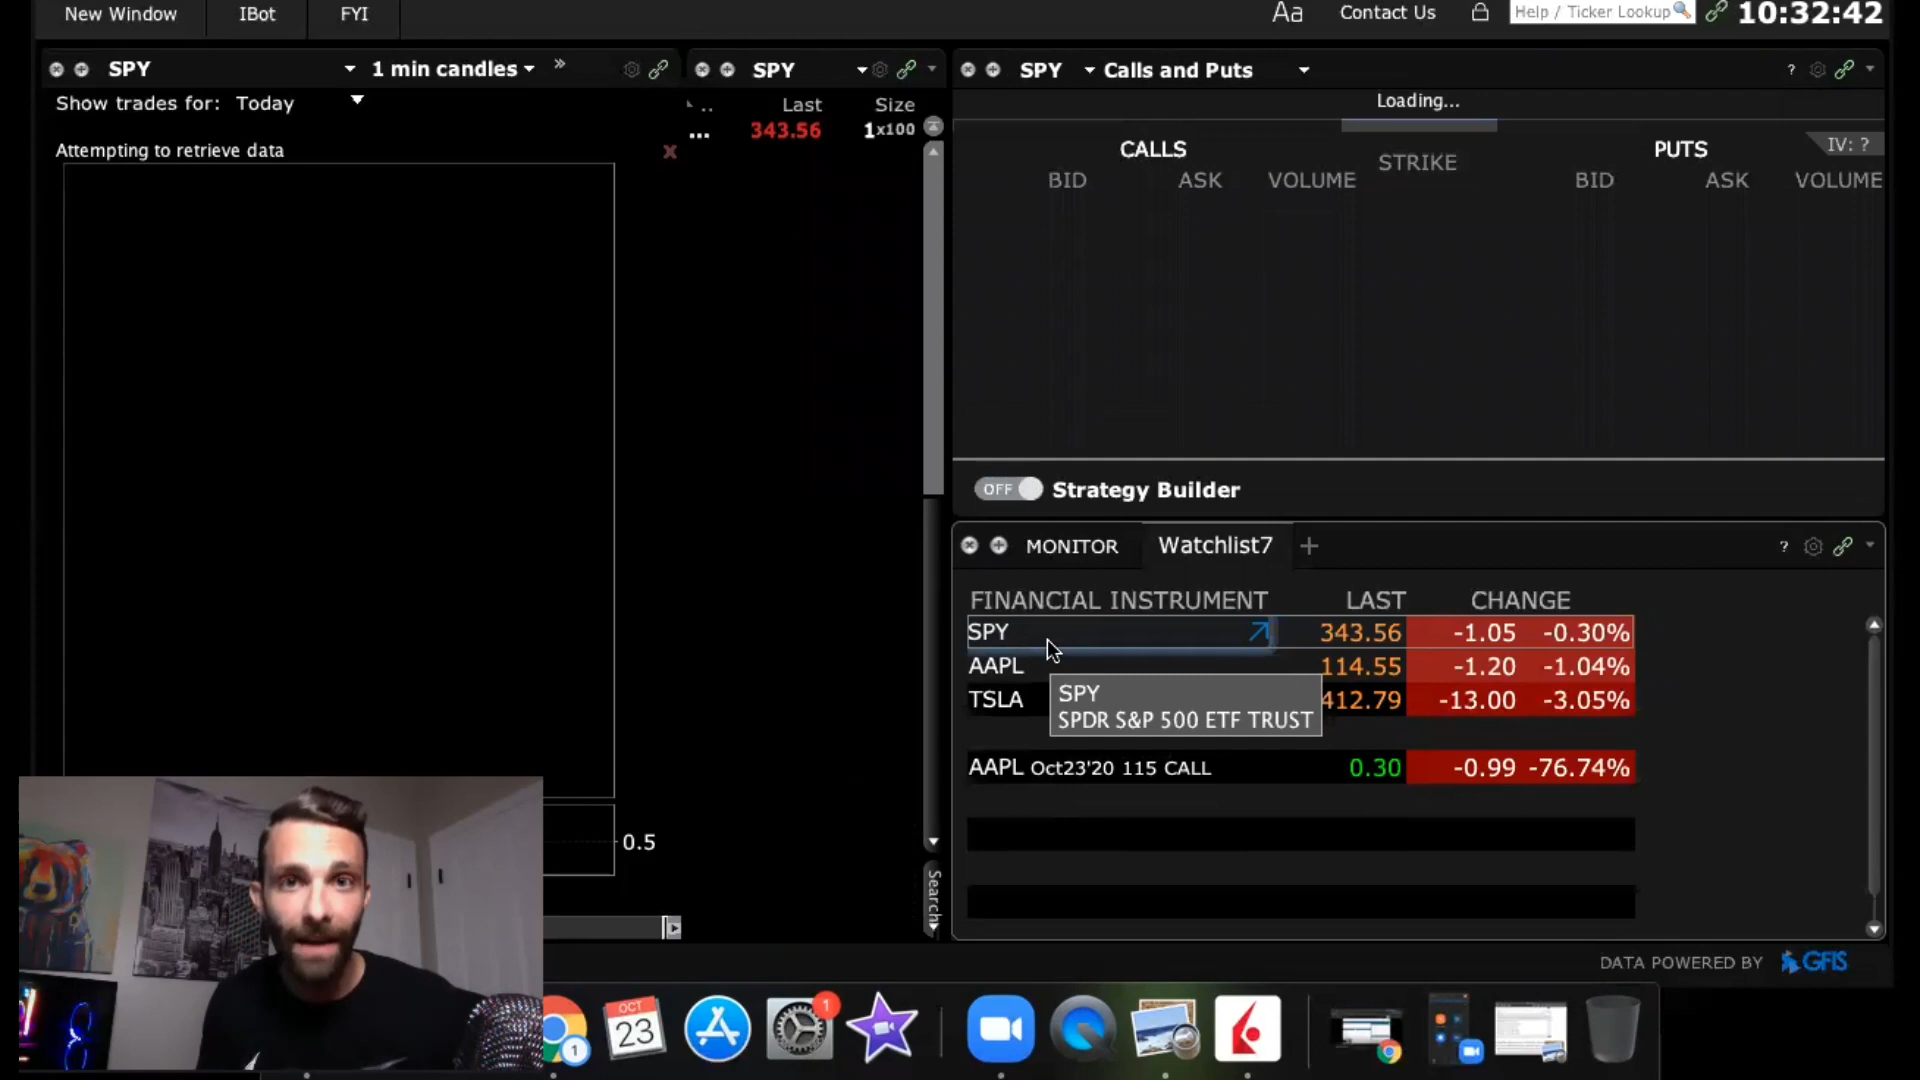 New Window IBot FYI Aa Contact Us Help / Ticker Lookup 10:32:42
SPY 1 min candles »
Show trades for: Today
Attempting to retrieve data x
0.5
SPY
.. Last Size
... 343.56 1x100
Search
SPY Calls and Puts ?
Loading...
CALLS STRIKE PUTS IV: ?
BID ASK VOLUME BID ASK VOLUME
OFF Strategy Builder
MONITOR Watchlist7 + ?
FINANCIAL INSTRUMENT LAST CHANGE
SPY 343.56 -1.05 -0.30%
AAPL 114.55 -1.20 -1.04%
TSLA 412.79 -13.00 -3.05%
SPY
SPDR S&P 500 ETF TRUST
AAPL Oct23'20 115 CALL 0.30 -0.99 -76.74%
DATA POWERED BY GFIS
1
OCT
23
1